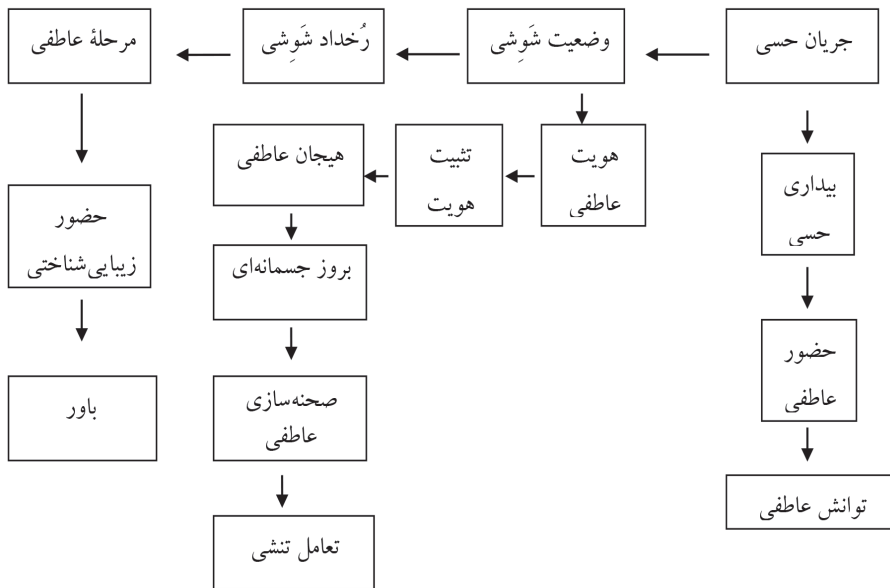 جریان حسی
وضعیت شَوِشی
رُخداد شَوِشی
مرحلهٔ عاطفی
بیداری
حسی
حضور
عاطفی
توانش عاطفی
هویت
عاطفی
تثبیت
هویت
هیجان عاطفی
بروز جسمانه‌ای
صحنه‌سازی
عاطفی
تعامل تنشی
حضور
زیبایی‌شناختی
باور